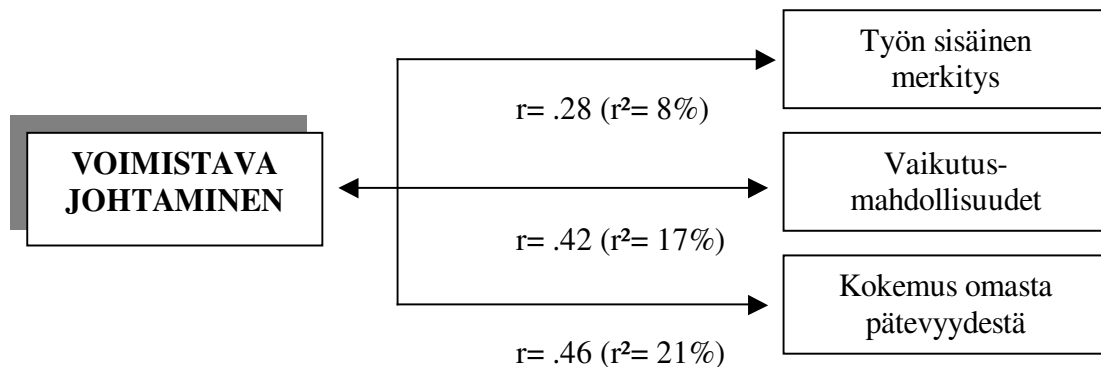 Työn sisäinen
merkitys
r= .28 (r²= 8%)
VOIMISTAVA
JOHTAMINEN
Vaikutus-
mahdollisuudet
r= .42 (r²= 17%)
Kokemus omasta
pätevyydestä
r= .46 (r²= 21%)